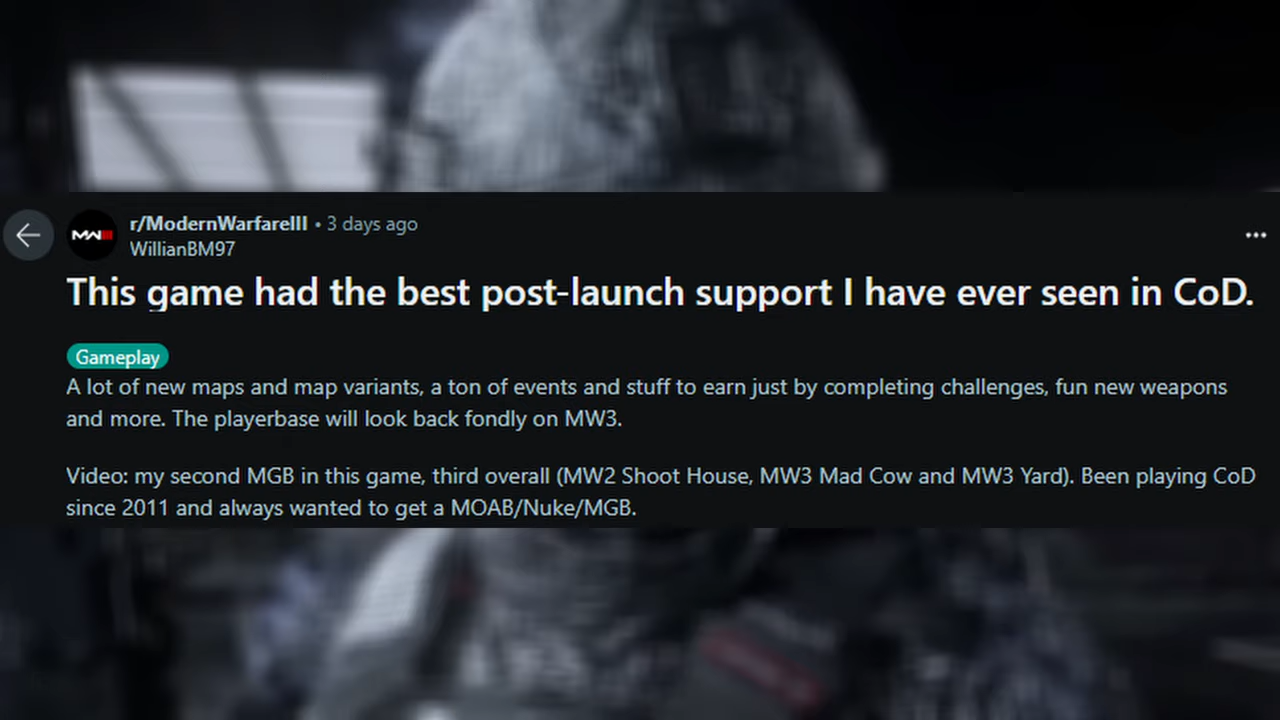 r/ModernWarfareIII • 3 days ago
MWIII
WillianBM97
This game had the best post-launch support I have ever seen in CoD.
Gameplay
A lot of new maps and map variants, a ton of events and stuff to earn just by completing challenges, fun new weapons
and more. The playerbase will look back fondly on MW3.
Video: my second MGB in this game, third overall (MW2 Shoot House, MW3 Mad Cow and MW3 Yard). Been playing CoD
since 2011 and always wanted to get a MOAB/Nuke/MGB.